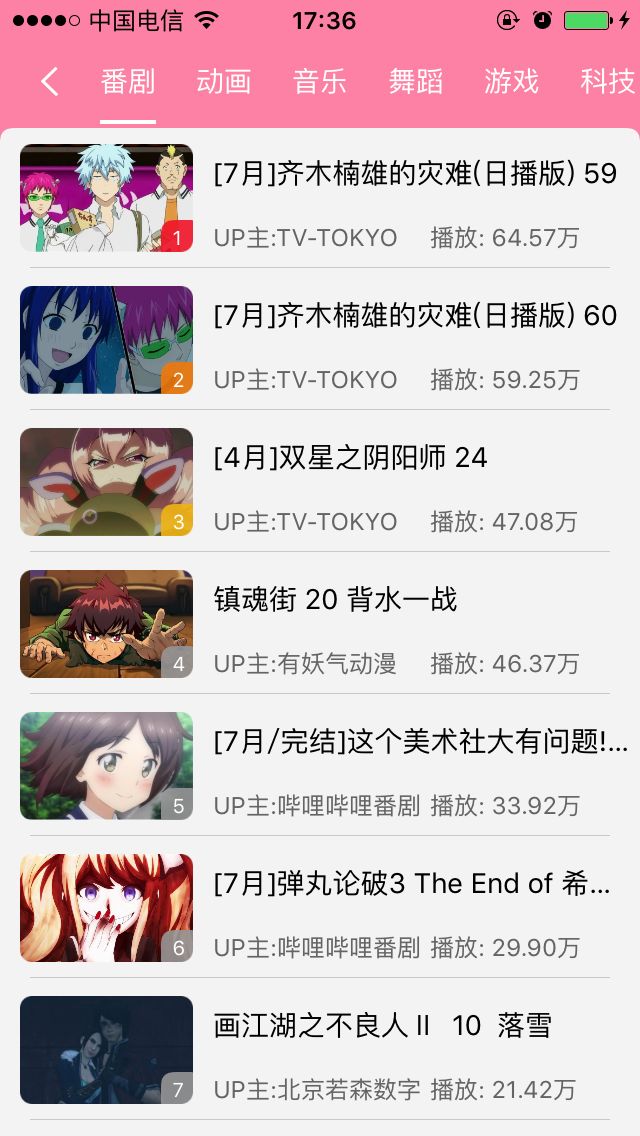 中国电信 17:36
番剧 动画 音乐 舞蹈 游戏 科技
[7月]齐木楠雄的灾难(日播版) 59
1
UP主:TV-TOKYO 播放: 64.57万
[7月]齐木楠雄的灾难(日播版) 60
2
UP主:TV-TOKYO 播放: 59.25万
[4月]双星之阴阳师 24
3
UP主:TV-TOKYO 播放: 47.08万
镇魂街 20 背水一战
4
UP主:有妖气动漫 播放: 46.37万
[7月/完结]这个美术社大有问题!...
5
UP主:哔哩哔哩番剧 播放: 33.92万
[7月]弹丸论破3 The End of 希...
6
UP主:哔哩哔哩番剧 播放: 29.90万
画江湖之不良人Ⅱ 10 落雪
7
UP主:北京若森数字 播放: 21.42万